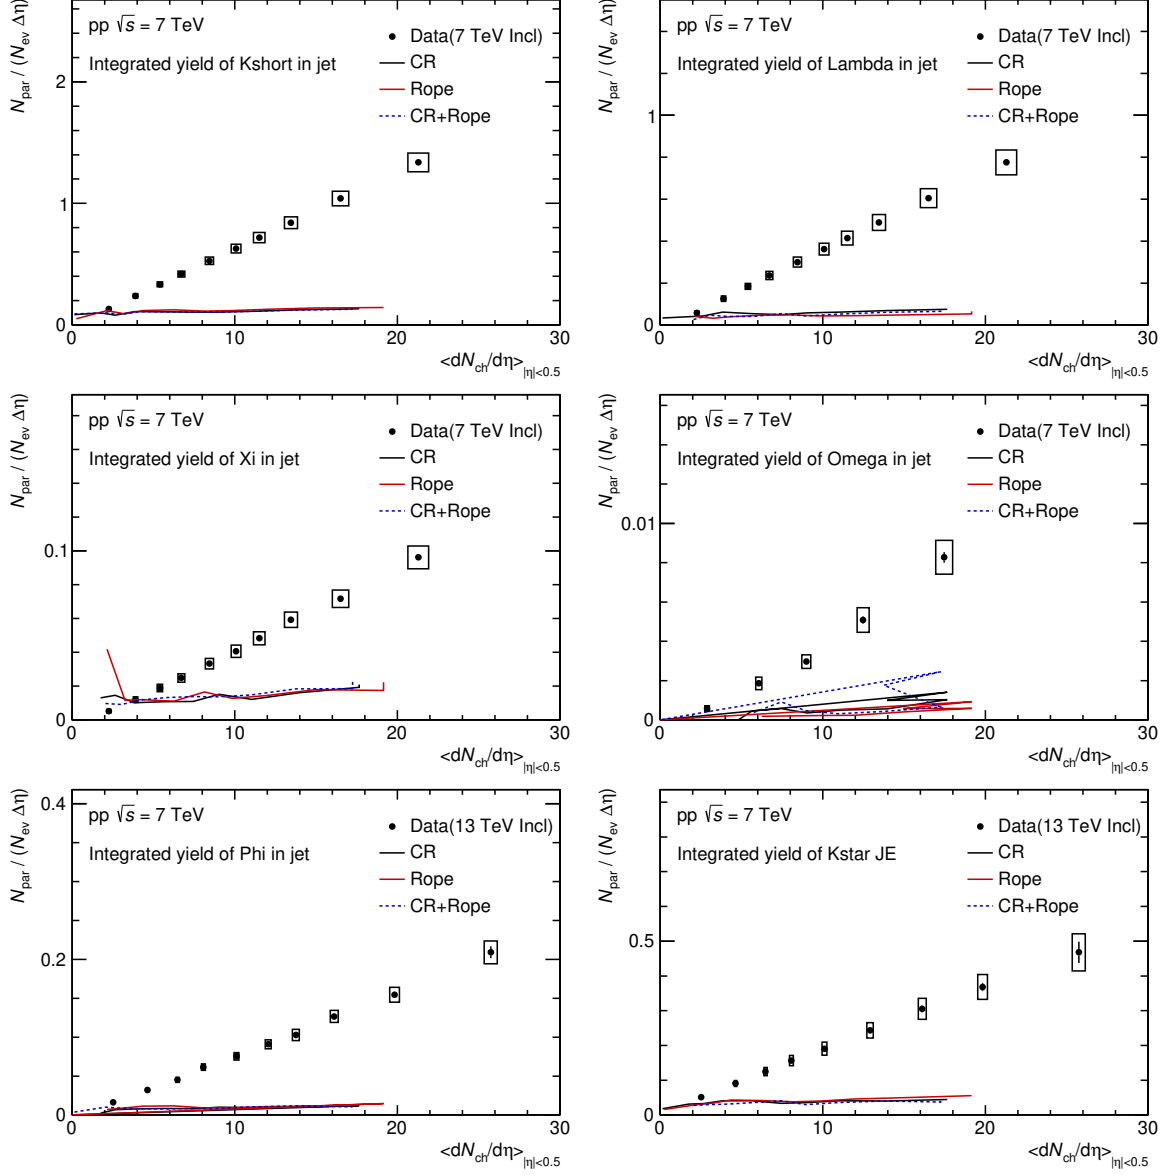 pp √s = 7 TeV
Integrated yield of Kshort in jet
Data(7 TeV Incl)
CR
Rope
CR+Rope
N_par / (N_ev Δη)
2
1
0
0 10 20 30
<dN_ch/dη>_|η|<0.5
pp √s = 7 TeV
Integrated yield of Lambda in jet
Data(7 TeV Incl)
CR
Rope
CR+Rope
N_par / (N_ev Δη)
1
0
0 10 20 30
<dN_ch/dη>_|η|<0.5
pp √s = 7 TeV
Integrated yield of Xi in jet
Data(7 TeV Incl)
CR
Rope
CR+Rope
N_par / (N_ev Δη)
0.1
0
0 10 20 30
<dN_ch/dη>_|η|<0.5
pp √s = 7 TeV
Integrated yield of Omega in jet
Data(7 TeV Incl)
CR
Rope
CR+Rope
N_par / (N_ev Δη)
0.01
0
0 10 20 30
<dN_ch/dη>_|η|<0.5
pp √s = 7 TeV
Integrated yield of Phi in jet
Data(13 TeV Incl)
CR
Rope
CR+Rope
N_par / (N_ev Δη)
0.4
0.2
0
0 10 20 30
<dN_ch/dη>_|η|<0.5
pp √s = 7 TeV
Integrated yield of Kstar JE
Data(13 TeV Incl)
CR
Rope
CR+Rope
N_par / (N_ev Δη)
0.5
0
0 10 20 30
<dN_ch/dη>_|η|<0.5